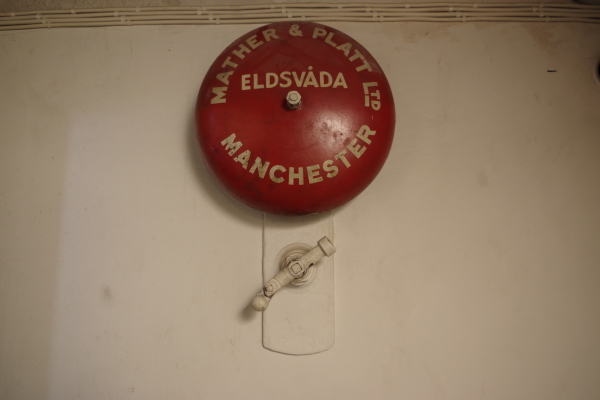 MATHER & PLATT LTD
ELDSVÅDA
MANCHESTER